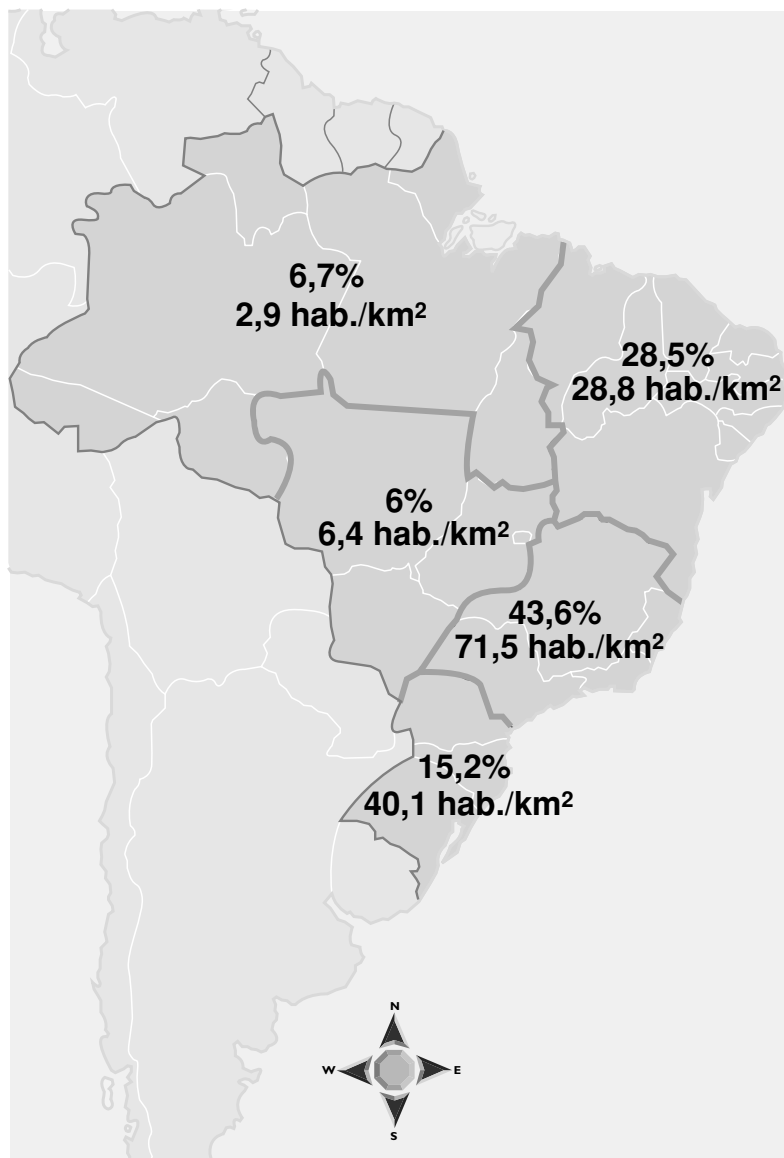 6,7%
2,9 hab./km²
28,5%
28,8 hab./km²
6%
6,4 hab./km²
43,6%
71,5 hab./km²
15,2%
40,1 hab./km²
N
W
E
S